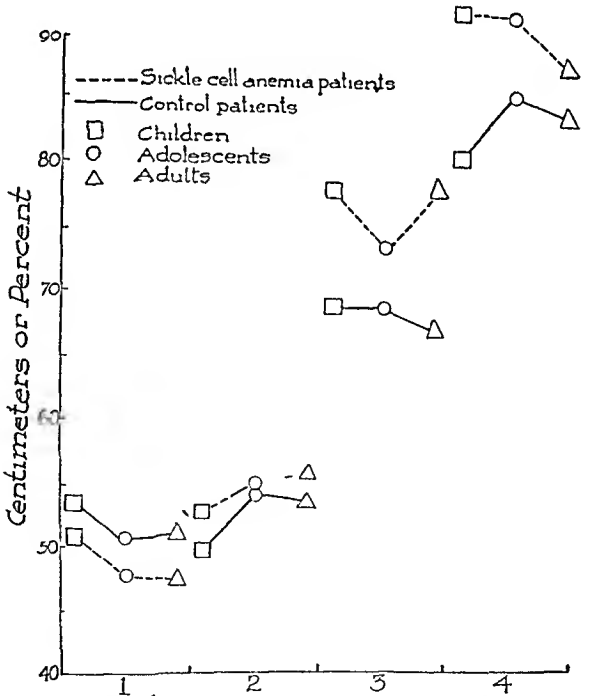 90
Sickle cell anemia patients
Control patients
Children
Adolescents
Adults
80
70
60
50
40
Centimeters or Percent
1 2 3 4